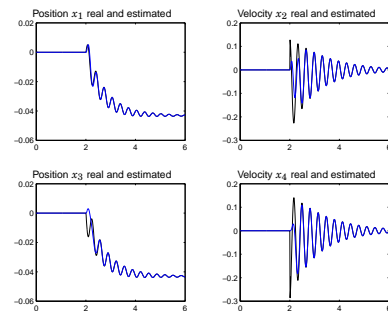 Position x₁ real and estimated
0.02
0
−0.02
−0.04
−0.06
0 2 4 6
Velocity x₂ real and estimated
0.2
0.1
0
−0.1
−0.2
−0.3
0 2 4 6
Position x₃ real and estimated
0.02
0
−0.02
−0.04
−0.06
0 2 4 6
Velocity x₄ real and estimated
0.2
0.1
0
−0.1
−0.2
−0.3
0 2 4 6